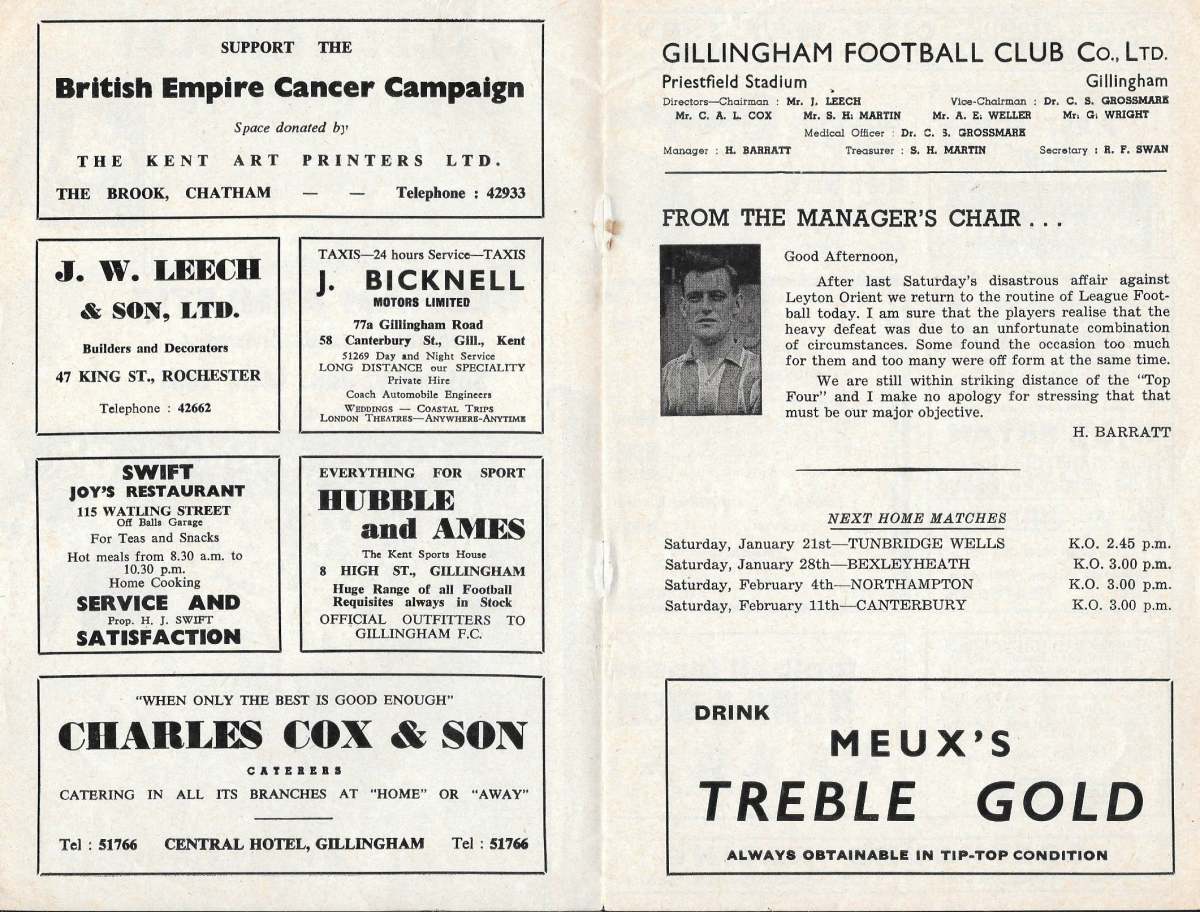 SUPPORT THE
British Empire Cancer Campaign
Space donated by
THE KENT ART PRINTERS LTD.
THE BROOK, CHATHAM — — Telephone : 42933
J. W. LEECH
& SON, LTD.
Builders and Decorators
47 KING ST., ROCHESTER
Telephone : 42662
TAXIS—24 hours Service—TAXIS
J. BICKNELL
MOTORS LIMITED
77a Gillingham Road
58 Canterbury St., Gill., Kent
51269 Day and Night Service
LONG DISTANCE our SPECIALITY
Private Hire
Coach Automobile Engineers
WEDDINGS — COASTAL TRIPS
LONDON THEATRES—ANYWHERE-ANYTIME
SWIFT
JOY'S RESTAURANT
115 WATLING STREET
Off Balls Garage
For Teas and Snacks
Hot meals from 8.30 a.m. to
10.30 p.m.
Home Cooking
SERVICE AND
Prop. H. J. SWIFT
SATISFACTION
EVERYTHING FOR SPORT
HUBBLE
and AMES
The Kent Sports House
8 HIGH ST., GILLINGHAM
Huge Range of all Football
Requisites always in Stock
OFFICIAL OUTFITTERS TO
GILLINGHAM F.C.
"WHEN ONLY THE BEST IS GOOD ENOUGH"
CHARLES COX & SON
CATERERS
CATERING IN ALL ITS BRANCHES AT "HOME" OR "AWAY"
Tel : 51766 CENTRAL HOTEL, GILLINGHAM Tel : 51766
GILLINGHAM FOOTBALL CLUB Co., LTD.
Priestfield Stadium Gillingham
Directors—Chairman : Mr. J. LEECH Vice-Chairman : Dr. C. S. GROSSMARK
Mr. C. A. L. COX Mr. S. H. MARTIN Mr. A. E. WELLER Mr. G. WRIGHT
Medical Officer : Dr. C. S. GROSSMARK
Manager : H. BARRATT Treasurer : S. H. MARTIN Secretary : R. F. SWAN
FROM THE MANAGER'S CHAIR . . .
Good Afternoon,
After last Saturday's disastrous affair against
Leyton Orient we return to the routine of League Foot-
ball today. I am sure that the players realise that the
heavy defeat was due to an unfortunate combination
of circumstances. Some found the occasion too much
for them and too many were off form at the same time.
We are still within striking distance of the "Top
Four" and I make no apology for stressing that that
must be our major objective.
H. BARRATT
NEXT HOME MATCHES
Saturday, January 21st—TUNBRIDGE WELLS K.O. 2.45 p.m.
Saturday, January 28th—BEXLEYHEATH K.O. 3.00 p.m.
Saturday, February 4th—NORTHAMPTON K.O. 3.00 p.m.
Saturday, February 11th—CANTERBURY K.O. 3.00 p.m.
DRINK
MEUX'S
TREBLE GOLD
ALWAYS OBTAINABLE IN TIP-TOP CONDITION